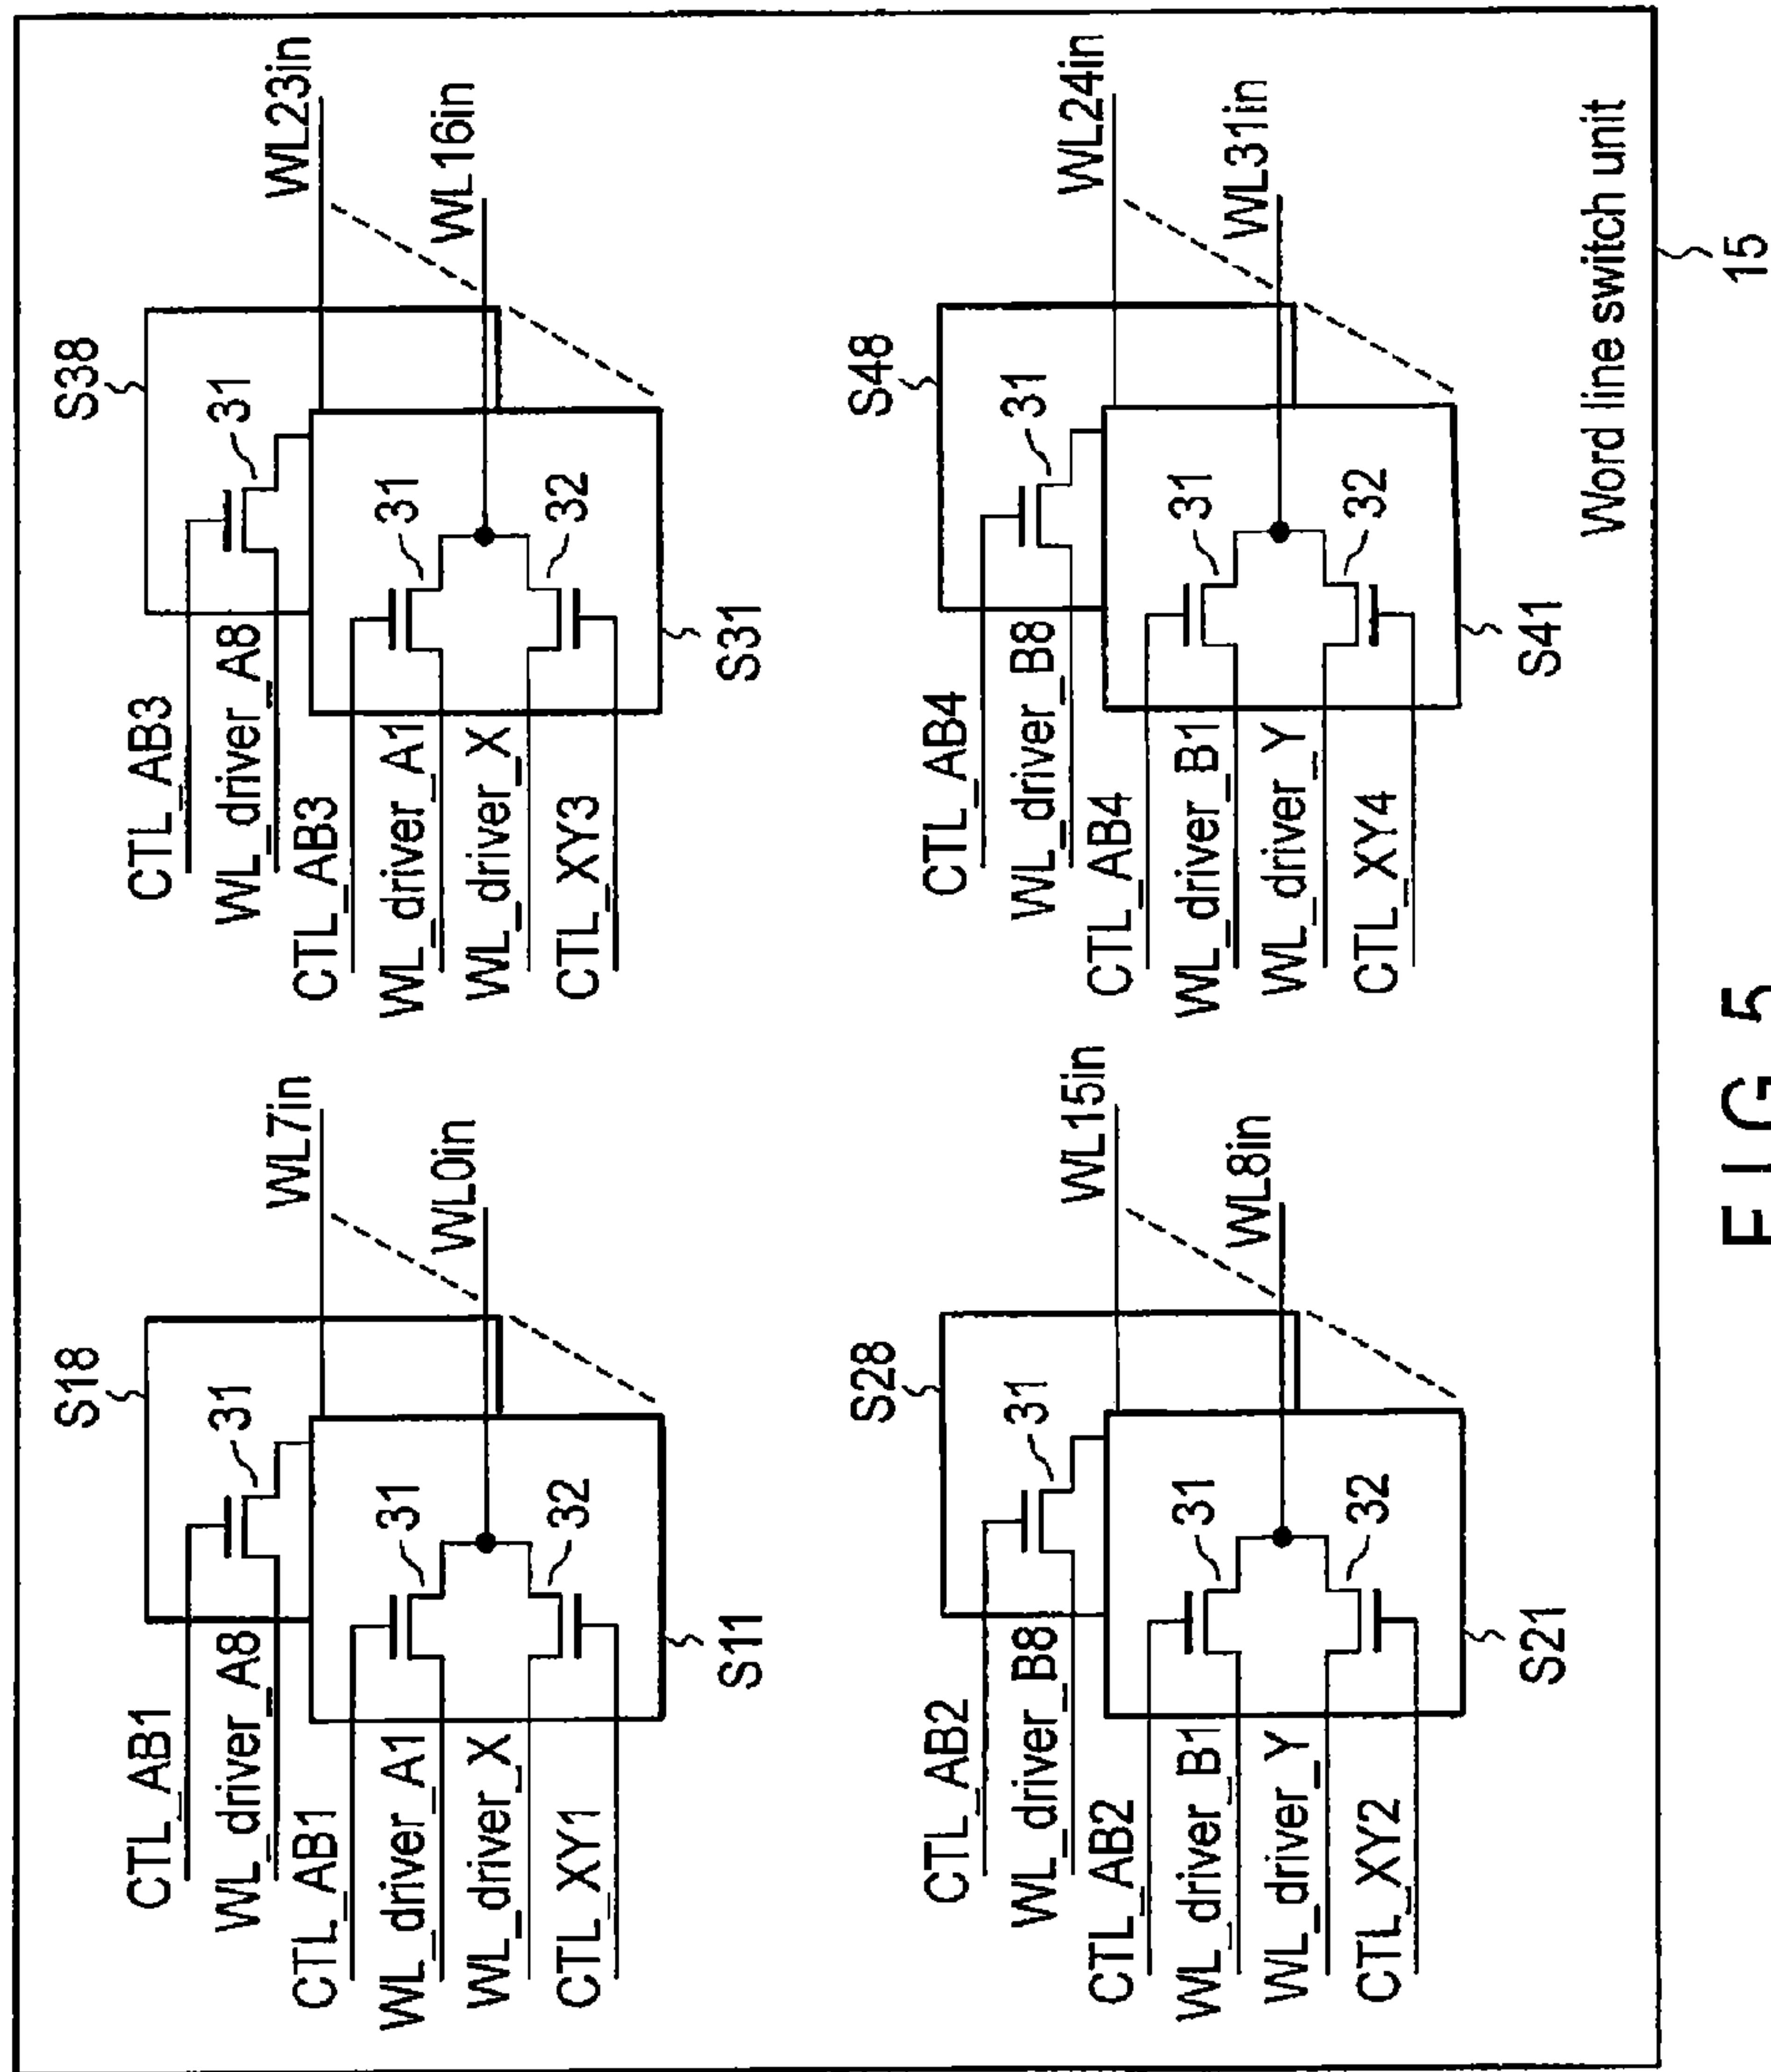 S18
CTL_AB1
31
WL_driver_A8
WL7in
CTL_AB1
31
WL_driver_A1
WL0in
WL_driver_X
32
CTL_XY1
S11
S38
CTL_AB3
31
WL_driver_A8
WL23in
CTL_AB3
31
WL_driver_A1
WL16in
WL_driver_X
32
CTL_XY3
S31
S28
CTL_AB2
31
WL_driver_B8
WL15in
CTL_AB2
31
WL_driver_B1
WL8in
WL_driver_Y
32
CTL_XY2
S21
S48
CTL_AB4
31
WL_driver_B8
WL24in
CTL_AB4
31
WL_driver_B1
WL31in
WL_driver_Y
32
CTL_XY4
S41
Word line switch unit
15
FIG 5